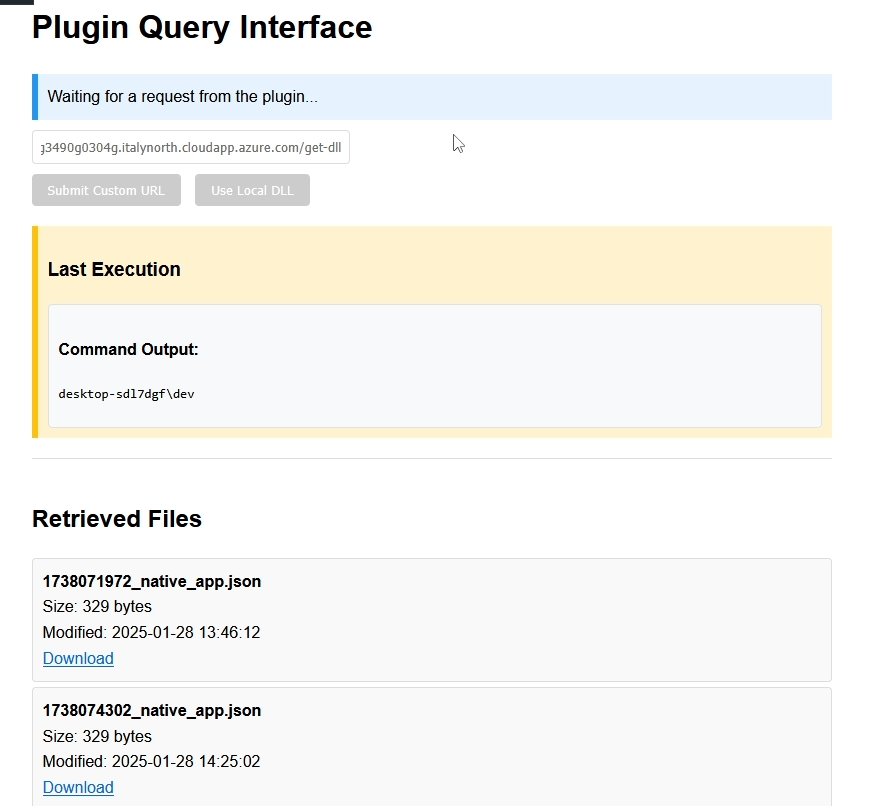 Plugin Query Interface
Waiting for a request from the plugin...
g3490g0304g.italynorth.cloudapp.azure.com/get-dll
Submit Custom URL Use Local DLL
Last Execution
Command Output:
desktop-sdl7dgf\dev
Retrieved Files
1738071972_native_app.json
Size: 329 bytes
Modified: 2025-01-28 13:46:12
Download
1738074302_native_app.json
Size: 329 bytes
Modified: 2025-01-28 14:25:02
Download